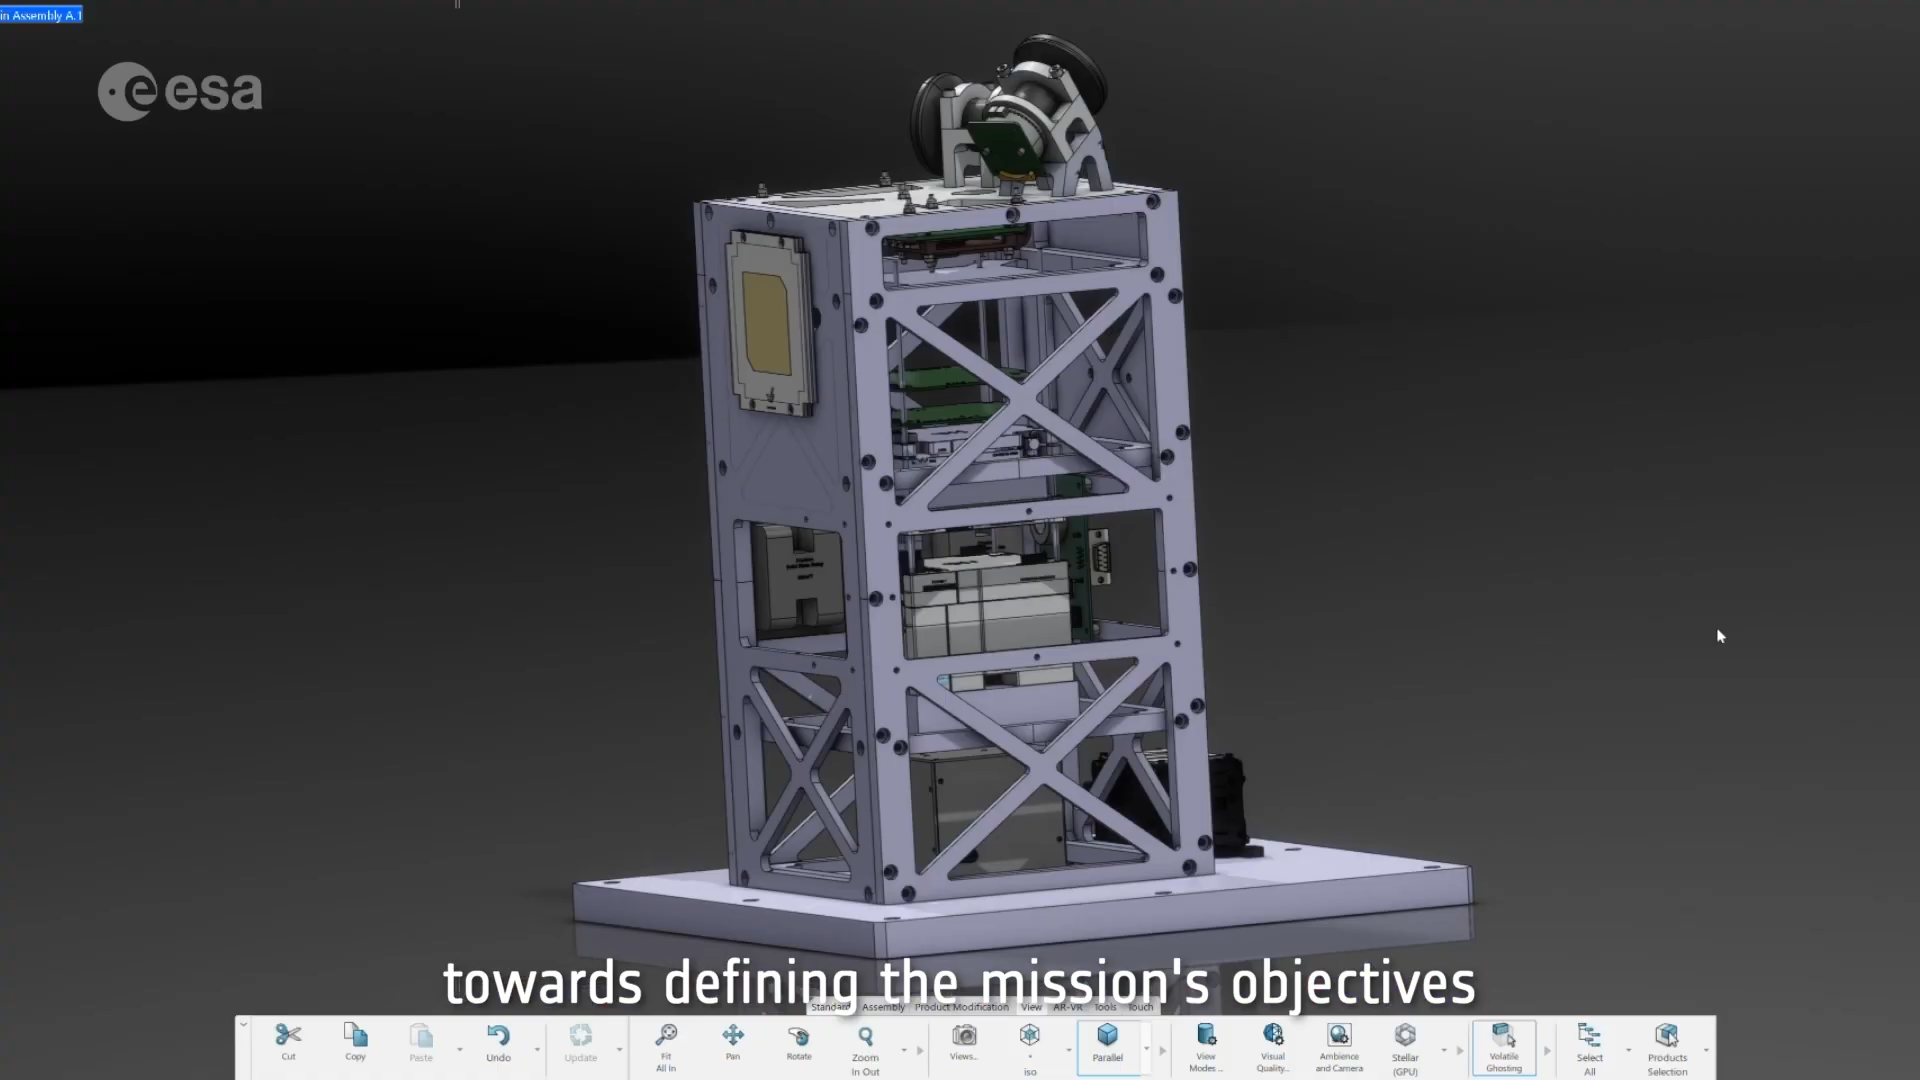 in Assembly A.1
esa
towards defining the mission's objectives
Standard Assembly Product Modification View AR-VR Tools Touch
Cut
Copy
Paste
Undo
Update
Fit All In
Pan
Rotate
Zoom In Out
Views...
iso
Parallel
View Modes...
Visual Quality...
Ambience and Camera
Stellar (GPU)
Volatile Ghosting
Select All
Products Selection